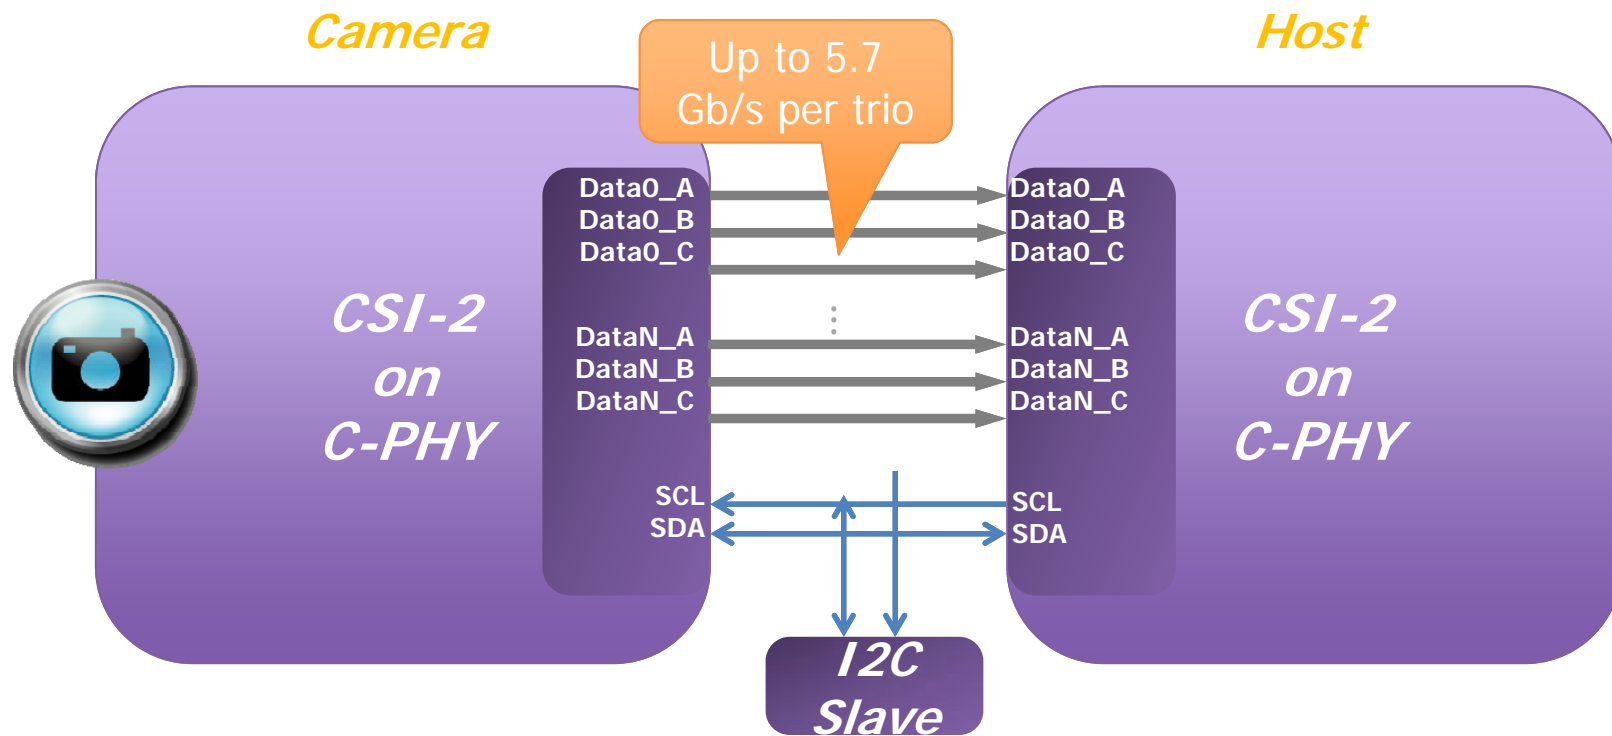 Camera
Host
Up to 5.7
Gb/s per trio
Data0_A
Data0_B
Data0_C
Data0_A
Data0_B
Data0_C
CSI-2
on
C-PHY
CSI-2
on
C-PHY
DataN_A
DataN_B
DataN_C
DataN_A
DataN_B
DataN_C
SCL
SDA
SCL
SDA
I2C
Slave